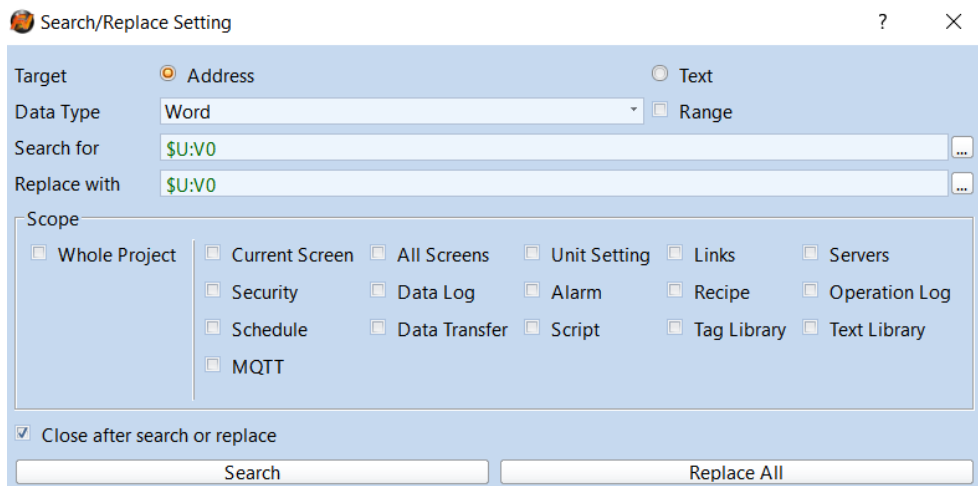 Search/Replace Setting ?
Target Address Text
Data Type Word Range
Search for $U:V0 ...
Replace with $U:V0 ...
Scope
Whole Project Current Screen All Screens Unit Setting Links Servers
Security Data Log Alarm Recipe Operation Log
Schedule Data Transfer Script Tag Library Text Library
MQTT
Close after search or replace
Search Replace All